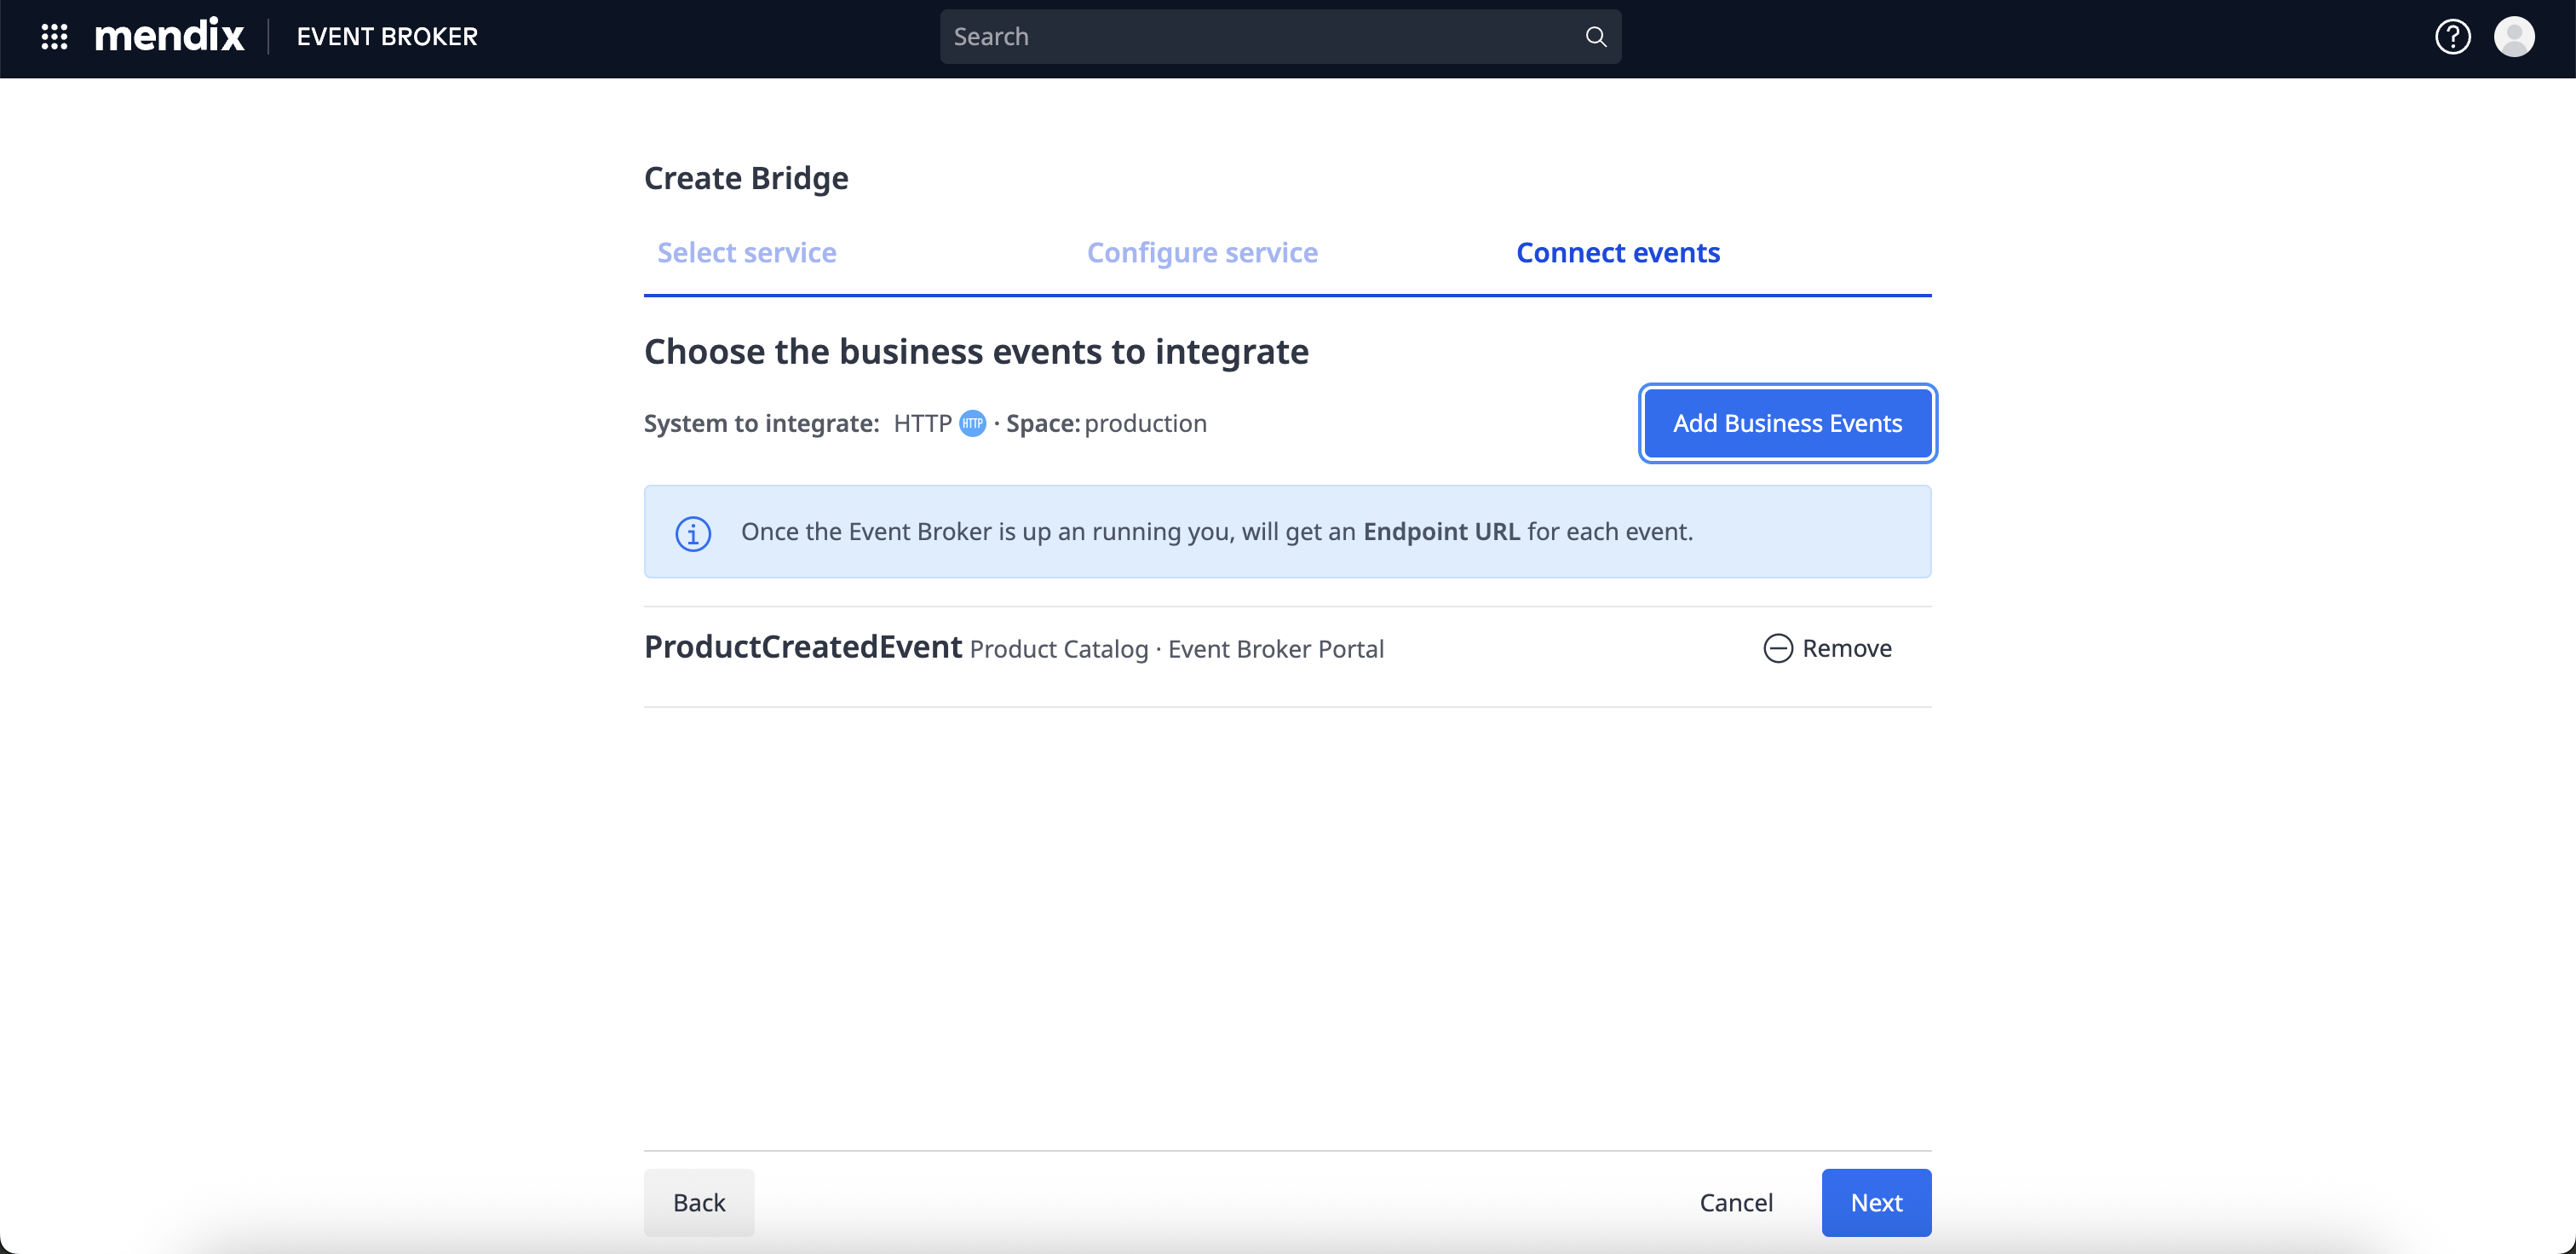 mendix EVENT BROKER Search
Create Bridge
Select service Configure service Connect events
Choose the business events to integrate
System to integrate: HTTP HTTP · Space: production Add Business Events
Once the Event Broker is up an running you, will get an Endpoint URL for each event.
ProductCreatedEvent Product Catalog · Event Broker Portal Remove
Back Cancel Next